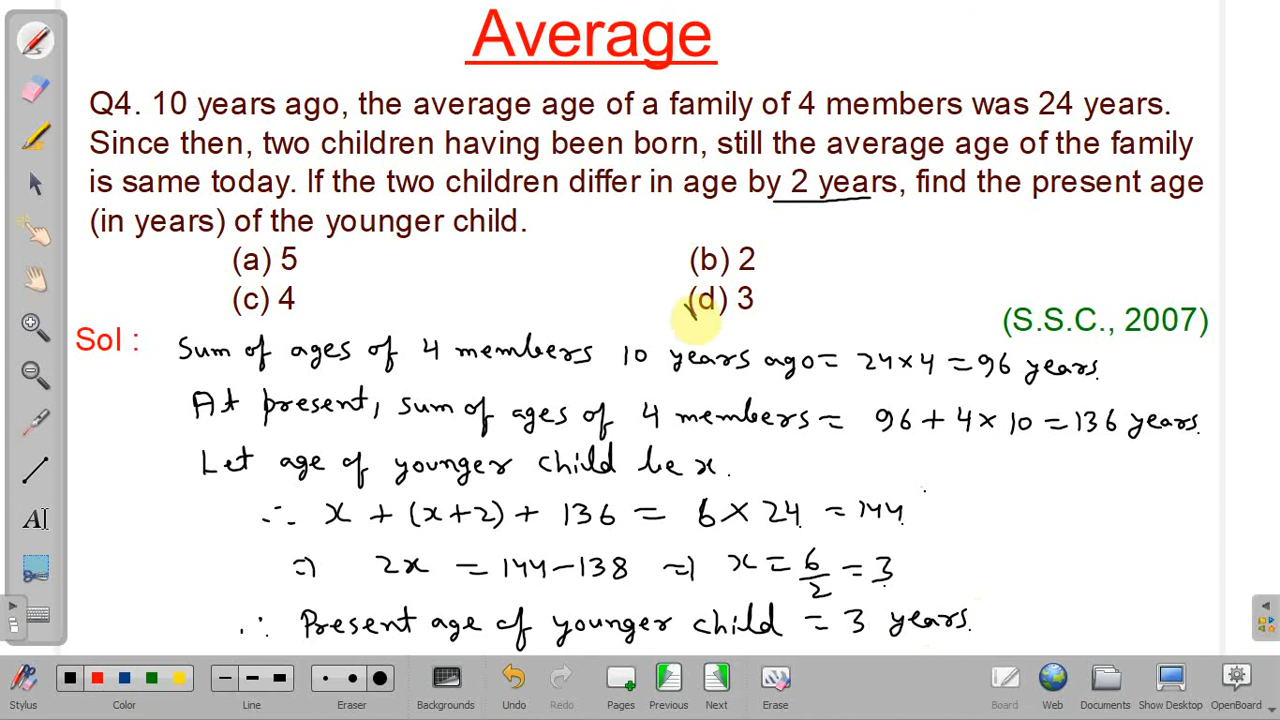 Average
Q4. 10 years ago, the average age of a family of 4 members was 24 years.
Since then, two children having been born, still the average age of the family
is same today. If the two children differ in age by 2 years, find the present age
(in years) of the younger child.
(a) 5 (b) 2
(c) 4 (d) 3
(S.S.C., 2007)
Sol :
Sum of ages of 4 members 10 years ago = 24×4 = 96 years.
At present, sum of ages of 4 members = 96 + 4×10 = 136 years.
Let age of younger child be x.
∴ x + (x+2) + 136 = 6 × 24 = 144
⇒ 2x = 144-138 ⇒ x = 6/2 = 3
∴ Present age of younger child = 3 years.
AI
Stylus Color Line Eraser Backgrounds Undo Redo Pages Previous Next Erase Board Web Documents Show Desktop OpenBoard